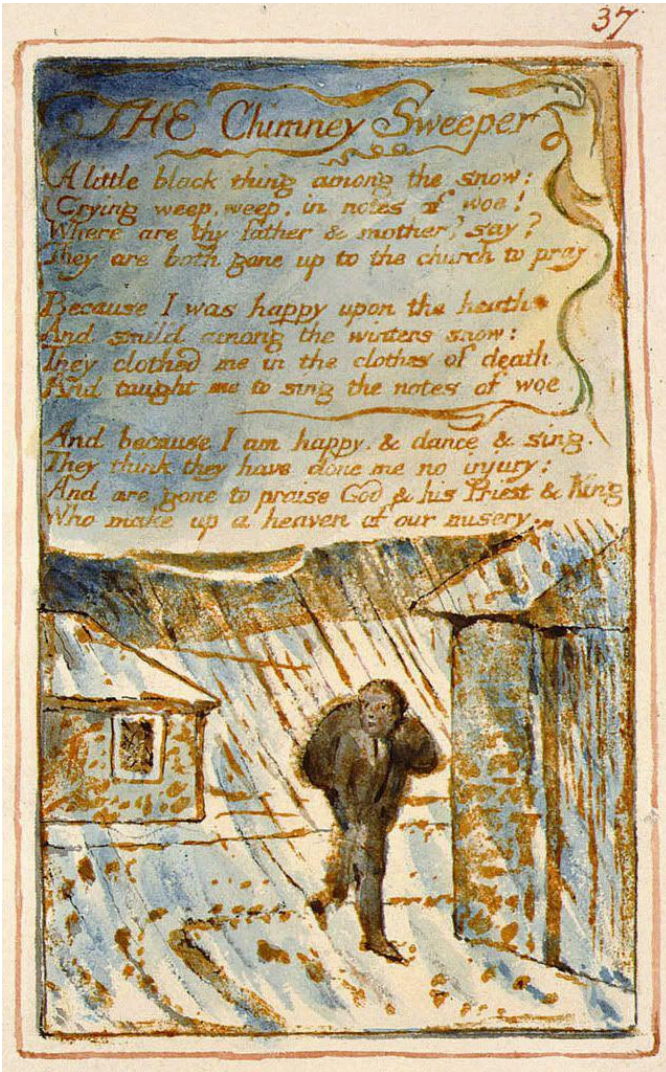 37
THE Chimney Sweeper
A little black thing among the snow:
Crying weep, weep, in notes of woe!
Where are thy father & mother? say?
They are both gone up to the church to pray.
Because I was happy upon the heath.
And smil'd among the winters snow:
They clothed me in the clothes of death
And taught me to sing the notes of woe.
And because I am happy. & dance & sing.
They think they have done me no injury:
And are gone to praise God & his Priest & King
Who make up a heaven of our misery.